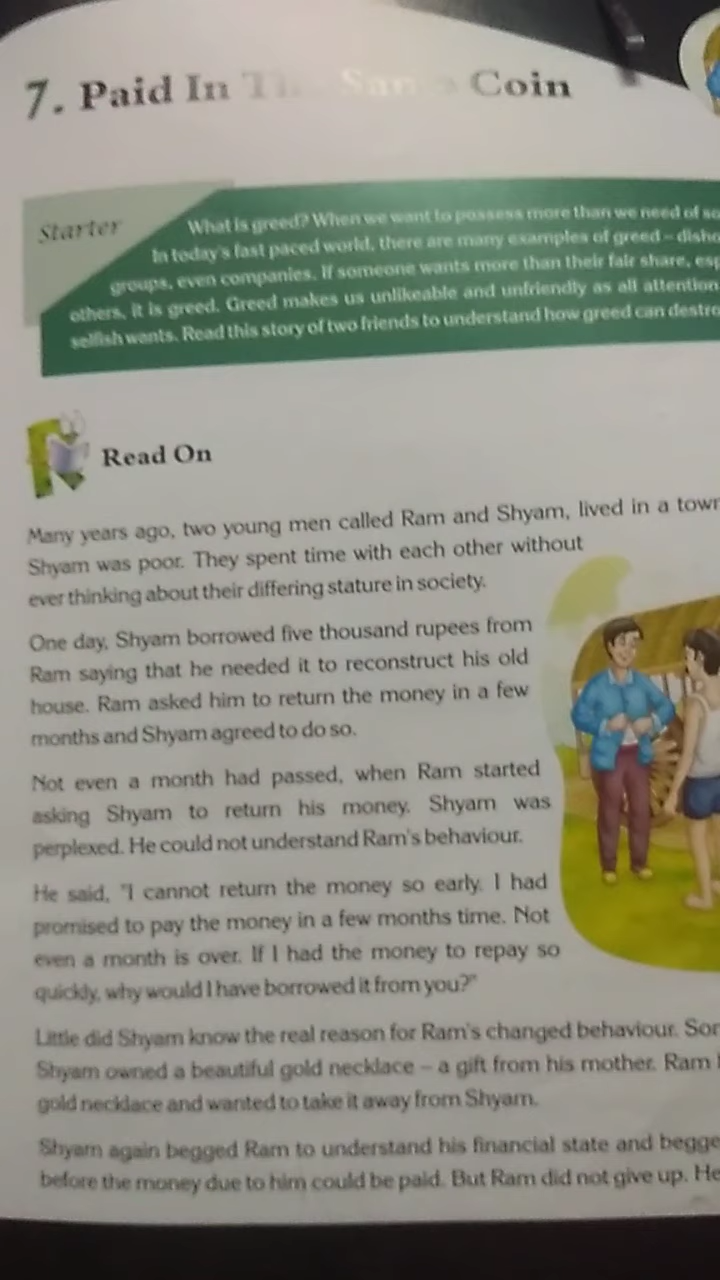 7. Paid In The Same Coin
Starter
What is greed? When we want to possess more than we need of
In today's fast paced world, there are many examples of greed – 
groups, even companies. If someone wants more than their fair share,
others, it is greed. Greed makes us unlikeable and unfriendly as all attention
selfish wants. Read this story of two friends to understand how greed can
Read On
Many years ago, two young men called Ram and Shyam, lived in a
Shyam was poor. They spent time with each other without
ever thinking about their differing stature in society.
One day, Shyam borrowed five thousand rupees from
Ram saying that he needed it to reconstruct his old
house. Ram asked him to return the money in a few
months and Shyam agreed to do so.
Not even a month had passed, when Ram started
asking Shyam to return his money. Shyam was
perplexed. He could not understand Ram's behaviour.
He said, "I cannot return the money so early. I had
promised to pay the money in a few months time. Not
even a month is over. If I had the money to repay so
quickly, why would I have borrowed it from you?"
Little did Shyam know the real reason for Ram's changed behaviour.
Shyam owned a beautiful gold necklace – a gift from his mother. Ram
gold necklace and wanted to take it away from Shyam.
Shyam again begged Ram to understand his financial state and
before the money due to him could be paid. But Ram did not give up. He